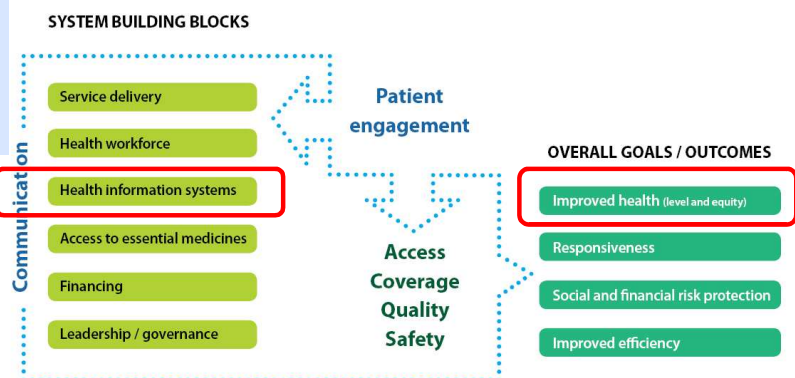 SYSTEM BUILDING BLOCKS
Communication
Service delivery
Health workforce
Health information systems
Access to essential medicines
Financing
Leadership / governance
Patient
engagement
Access
Coverage
Quality
Safety
OVERALL GOALS / OUTCOMES
Improved health (level and equity)
Responsiveness
Social and financial risk protection
Improved efficiency